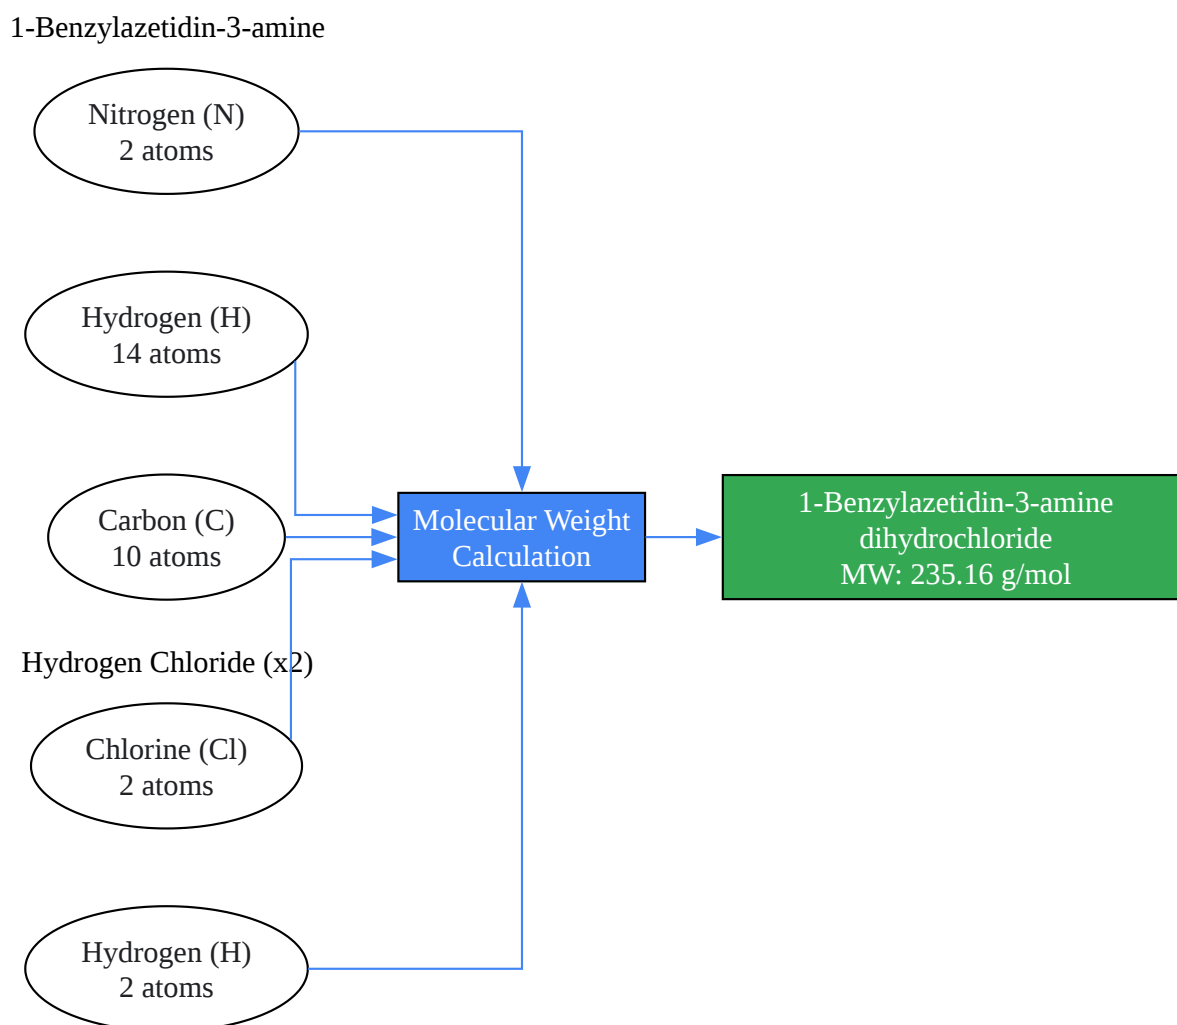 1-Benzylazetidin-3-amine
Nitrogen (N)
2 atoms
Hydrogen (H)
14 atoms
Carbon (C)
10 atoms
Molecular Weight
Calculation
1-Benzylazetidin-3-amine
dihydrochloride
MW: 235.16 g/mol
Hydrogen Chloride (x2)
Chlorine (Cl)
2 atoms
Hydrogen (H)
2 atoms